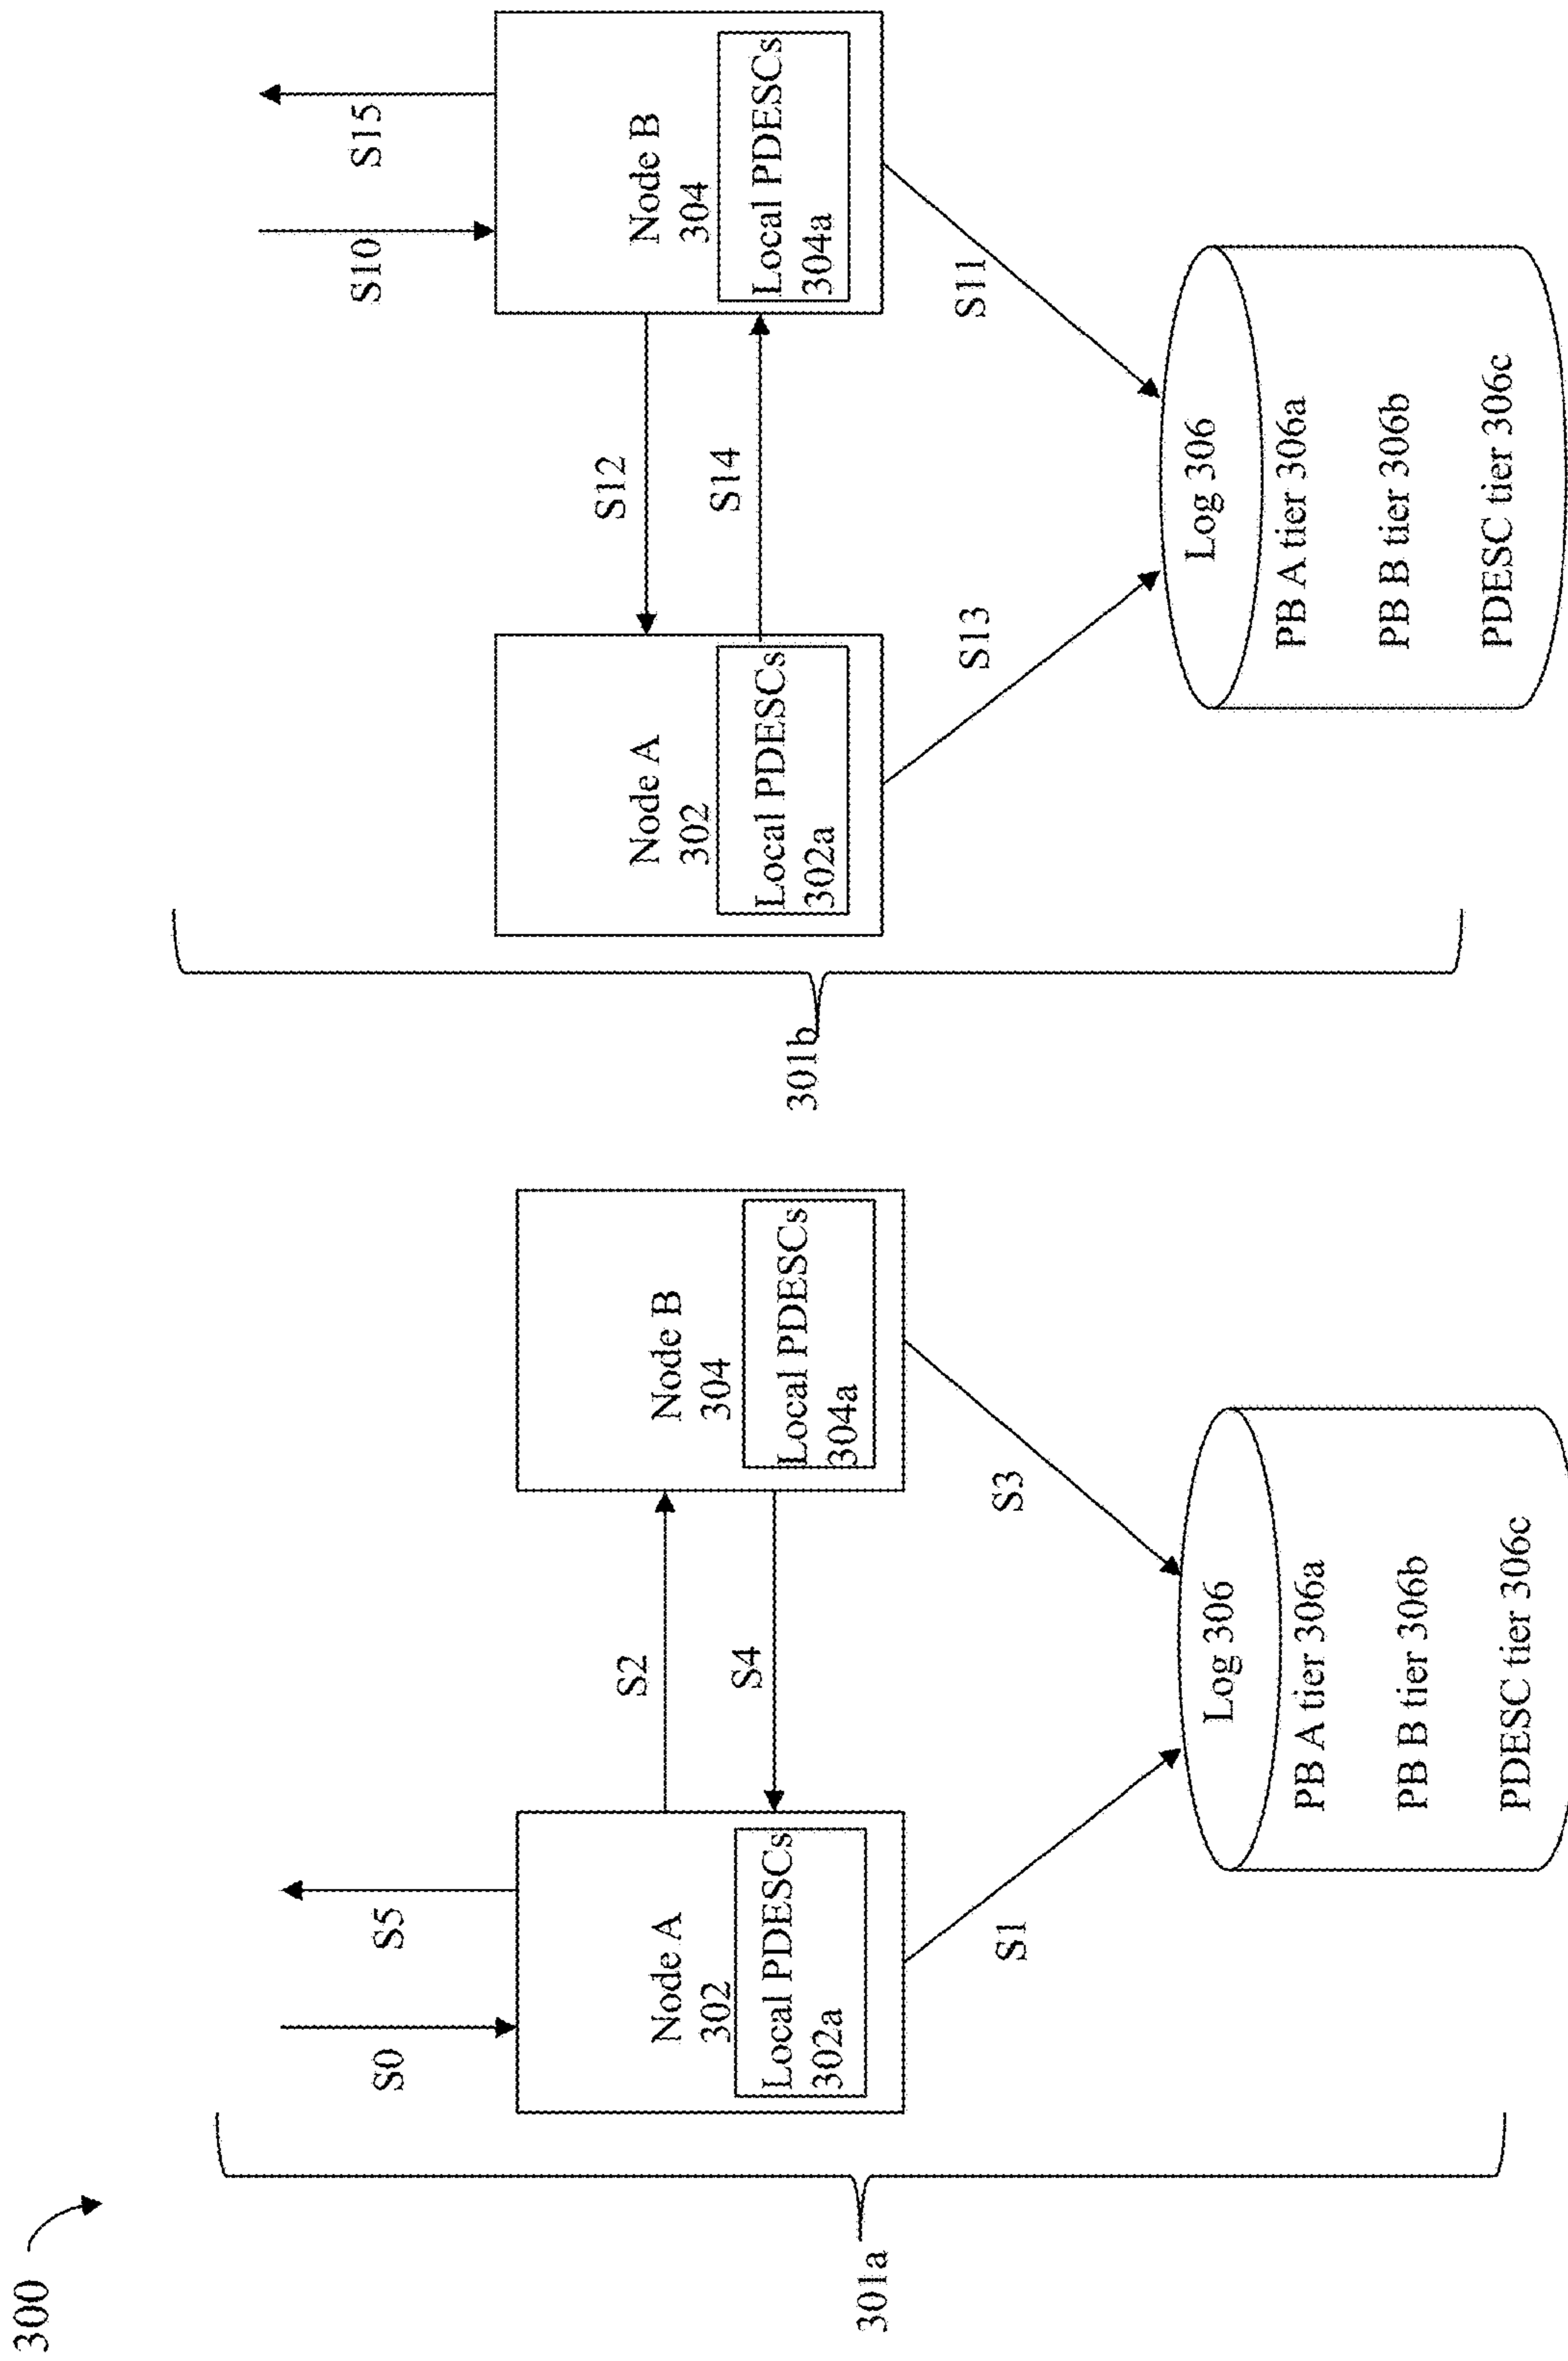 300
301a
S0
S5
Node A
302
Local PDESCs
302a
S2
S4
Node B
304
Local PDESCs
304a
S1
S3
Log 306
PB A tier 306a
PB B tier 306b
PDESC tier 306c
301b
S10
S15
Node A
302
Local PDESCs
302a
S12
S14
Node B
304
Local PDESCs
304a
S13
S11
Log 306
PB A tier 306a
PB B tier 306b
PDESC tier 306c